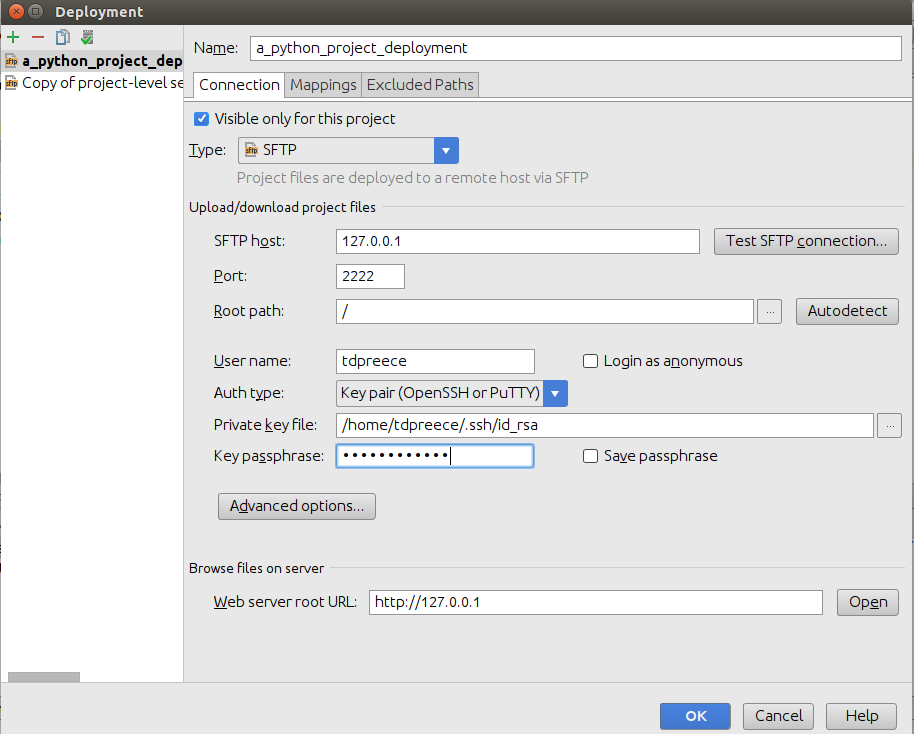 Deployment
a_python_project_dep
Copy of project-level se
Name: a_python_project_deployment
Connection Mappings Excluded Paths
Visible only for this project
Type: SFTP
Project files are deployed to a remote host via SFTP
Upload/download project files
SFTP host: 127.0.0.1 Test SFTP connection...
Port: 2222
Root path: / ... Autodetect
User name: tdpreece Login as anonymous
Auth type: Key pair (OpenSSH or PuTTY)
Private key file: /home/tdpreece/.ssh/id_rsa ...
Key passphrase: •••••••••••• Save passphrase
Advanced options...
Browse files on server
Web server root URL: http://127.0.0.1 Open
OK Cancel Help